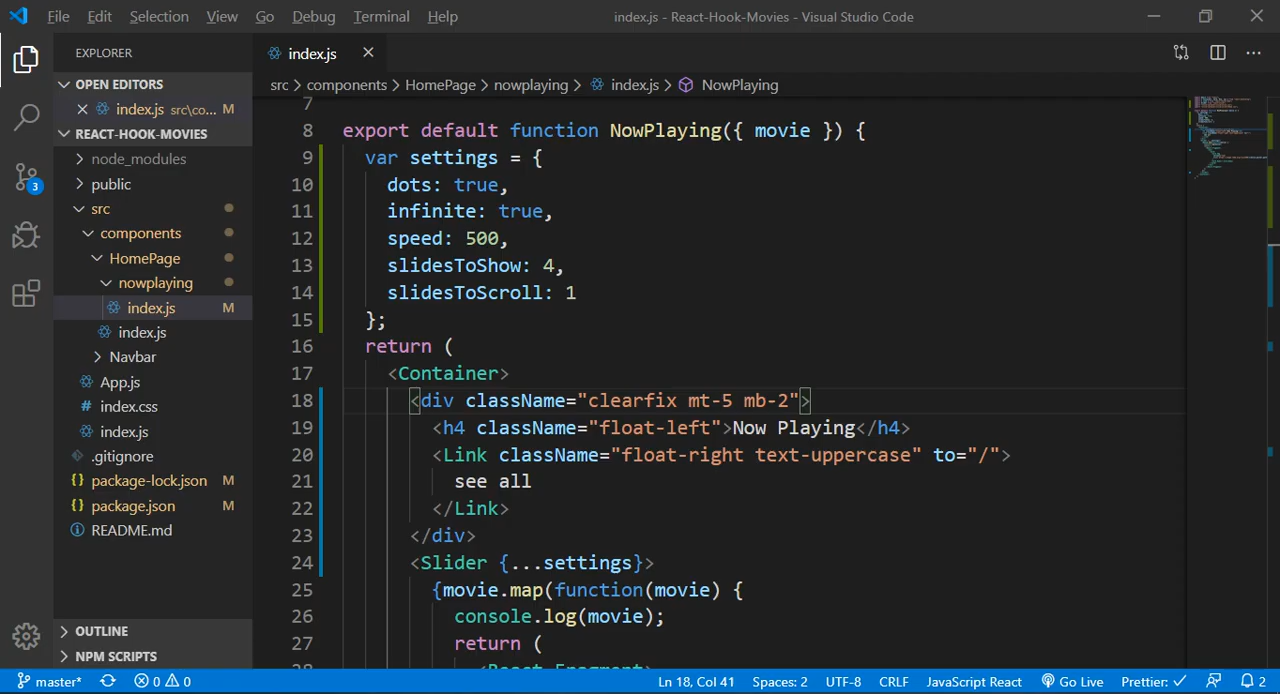 File Edit Selection View Go Debug Terminal Help index.js - React-Hook-Movies - Visual Studio Code
EXPLORER
OPEN EDITORS
index.js src\co... M
REACT-HOOK-MOVIES
node_modules
public
src
components
HomePage
nowplaying
index.js M
index.js
Navbar
App.js
index.css
index.js
.gitignore
package-lock.json M
package.json M
README.md
OUTLINE
NPM SCRIPTS
3
index.js
src > components > HomePage > nowplaying > index.js > NowPlaying
7
8 export default function NowPlaying({ movie }) {
9 var settings = {
10 dots: true,
11 infinite: true,
12 speed: 500,
13 slidesToShow: 4,
14 slidesToScroll: 1
15 };
16 return (
17 <Container>
18 <div className="clearfix mt-5 mb-2">
19 <h4 className="float-left">Now Playing</h4>
20 <Link className="float-right text-uppercase" to="/">
21 see all
22 </Link>
23 </div>
24 <Slider {...settings}>
25 {movie.map(function(movie) {
26 console.log(movie);
27 return (
28 <React.Fragment>
master* 0 0 Ln 18, Col 41 Spaces: 2 UTF-8 CRLF JavaScript React Go Live Prettier: ✓ 2